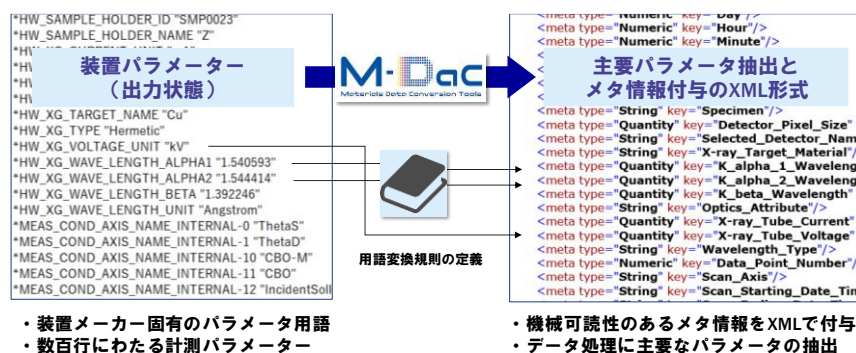 *HW_SAMPLE_HOLDER_ID "SMP0023"
*HW_SAMPLE_HOLDER_NAME "Z"
装置パラメーター
（出力状態）
*HW_XG_TARGET_NAME "Cu"
*HW_XG_TYPE "Hermetic"
*HW_XG_VOLTAGE_UNIT "kV"
*HW_XG_WAVE_LENGTH_ALPHA1 "1.540593"
*HW_XG_WAVE_LENGTH_ALPHA2 "1.544414"
*HW_XG_WAVE_LENGTH_BETA "1.392246"
*HW_XG_WAVE_LENGTH_UNIT "Angstrom"
*MEAS_COND_AXIS_NAME_INTERNAL-0 "ThetaS"
*MEAS_COND_AXIS_NAME_INTERNAL-1 "ThetaD"
*MEAS_COND_AXIS_NAME_INTERNAL-10 "CBO-M"
*MEAS_COND_AXIS_NAME_INTERNAL-11 "CBO"
*MEAS_COND_AXIS_NAME_INTERNAL-12 "IncidentSoll
・装置メーカー固有のパラメータ用語
・数百行にわたる計測パラメーター
M-DaC
Materials Data Conversion Tools
用語変換規則の定義
<meta type="Numeric" key="Day"/>
<meta type="Numeric" key="Hour"/>
<meta type="Numeric" key="Minute"/>
主要パラメータ抽出と
メタ情報付与のXML形式
<meta type="String" key="Specimen"/>
<meta type="Quantity" key="Detector_Pixel_Size"
<meta type="String" key="Selected_Detector_Nam
<meta type="String" key="X-ray_Target_Material"/
<meta type="Quantity" key="K_alpha_1_Waveleng
<meta type="Quantity" key="K_alpha_2_Waveleng
<meta type="Quantity" key="K_beta_Wavelength"
<meta type="String" key="Optics_Attribute"/>
<meta type="Quantity" key="X-ray_Tube_Current"
<meta type="Quantity" key="X-ray_Tube_Voltage"
<meta type="String" key="Wavelength_Type"/>
<meta type="Numeric" key="Data_Point_Number"/
<meta type="String" key="Scan_Axis"/>
<meta type="String" key="Scan_Starting_Date_Tim
・機械可読性のあるメタ情報をXMLで付与
・データ処理に主要なパラメータの抽出